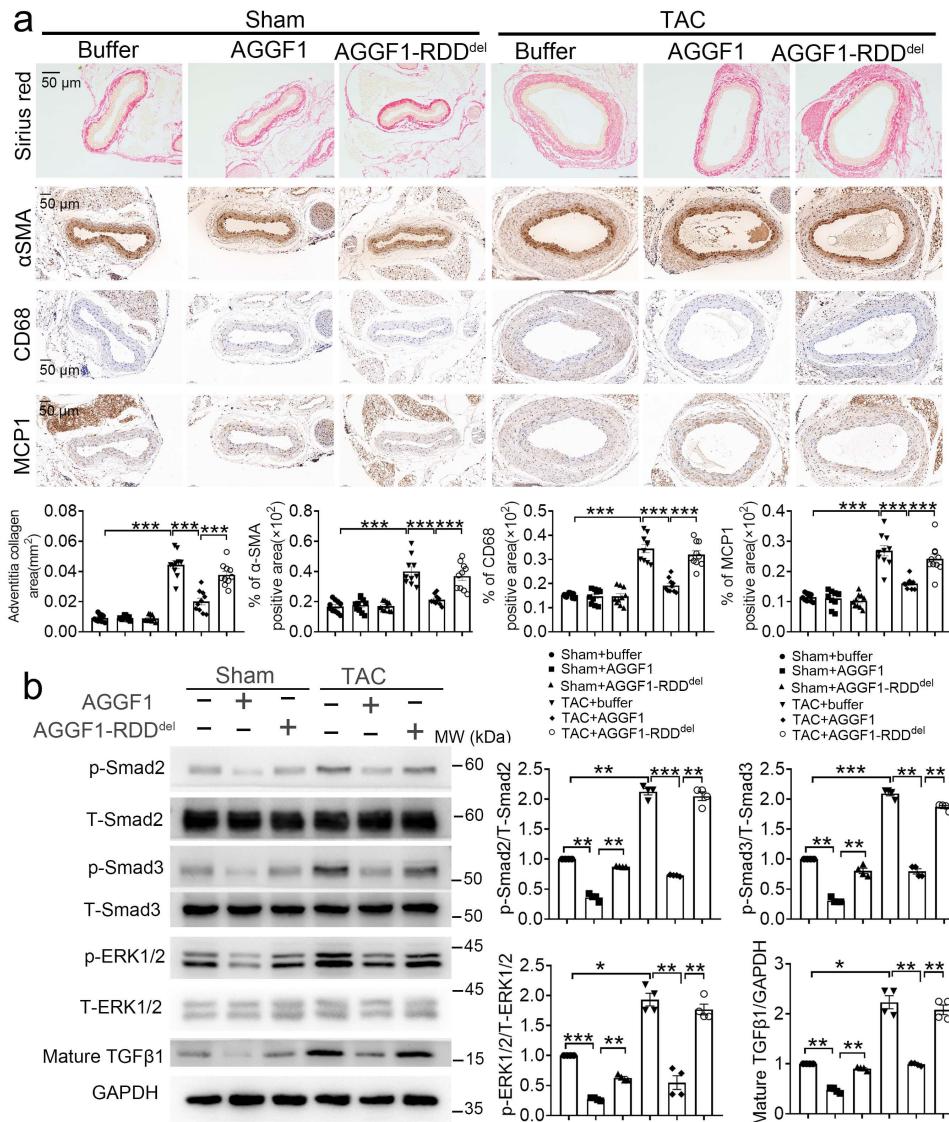 a
Sham
TAC
Buffer
AGGF1
AGGF1-RDDdel
Buffer
AGGF1
AGGF1-RDDdel
Sirius red
50 μm
αSMA
50 μm
CD68
50 μm
MCP1
50 μm
Adventitia collagen
area(mm2)
0.08
0.06
0.04
0.02
0.00
*** *** ***
% of α-SMA
positive area(×102)
0.8
0.6
0.4
0.2
0.0
*** *** ***
% of CD68
positive area(×102)
0.5
0.4
0.3
0.2
0.1
0.0
*** *** ***
% of MCP1
positive area(×102)
0.4
0.3
0.2
0.1
0.0
*** *** ***
Sham+buffer
Sham+AGGF1
Sham+AGGF1-RDDdel
TAC+buffer
TAC+AGGF1
TAC+AGGF1-RDDdel
Sham+buffer
Sham+AGGF1
Sham+AGGF1-RDDdel
TAC+buffer
TAC+AGGF1
TAC+AGGF1-RDDdel
b
Sham
TAC
AGGF1 – + – – + –
AGGF1-RDDdel – – + – – +
MW (kDa)
p-Smad2
–60
T-Smad2
–60
p-Smad3
–50
T-Smad3
–50
p-ERK1/2
–45
T-ERK1/2
–45
Mature TGFβ1
–15
GAPDH
–35
p-Smad2/T-Smad2
2.5
2.0
1.5
1.0
0.5
0.0
** *** **
** **
p-Smad3/T-Smad3
2.5
2.0
1.5
1.0
0.5
0.0
*** ** **
** **
p-ERK1/2/T-ERK1/2
2.0
1.5
1.0
0.5
0.0
* ** **
*** **
Mature TGFβ1/GAPDH
3.0
2.0
1.0
0.0
* ** **
** **